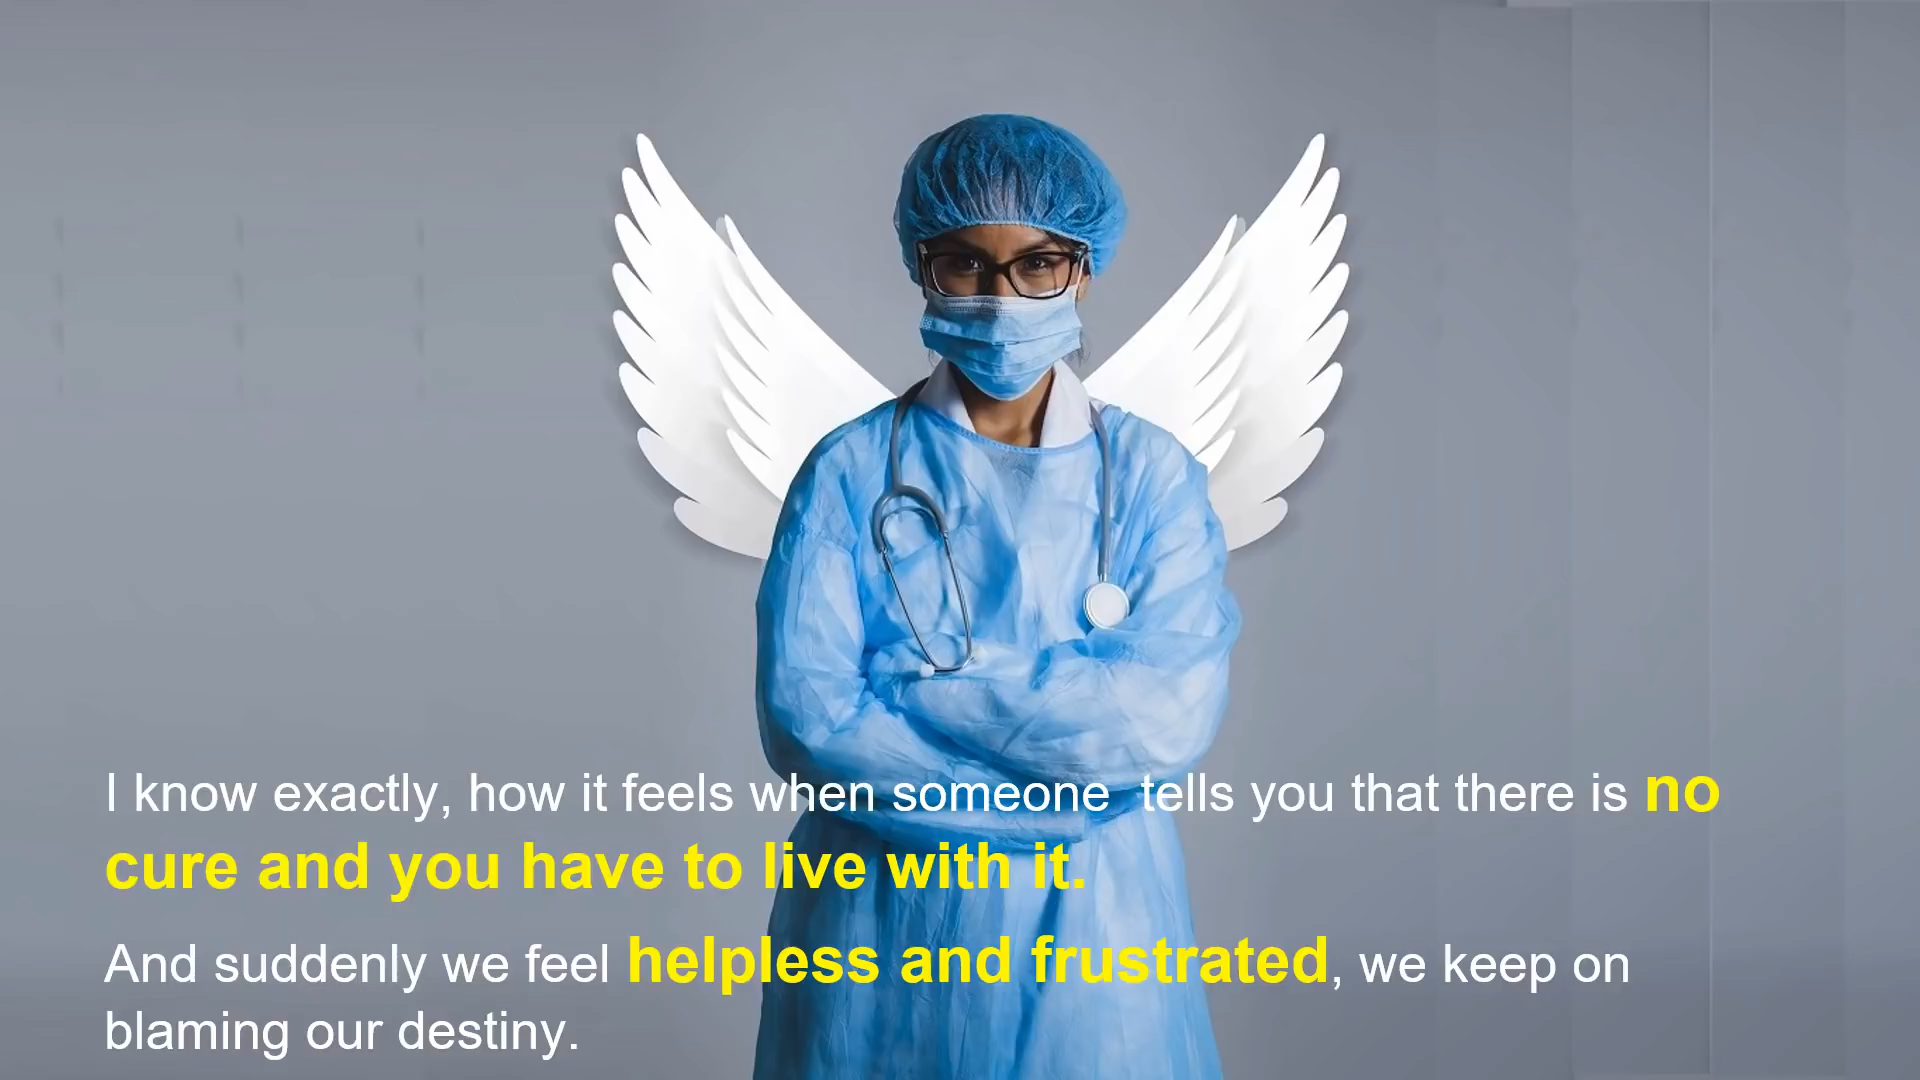 I know exactly, how it feels when someone  tells you that there is no
cure and you have to live with it.
And suddenly we feel helpless and frustrated, we keep on
blaming our destiny.